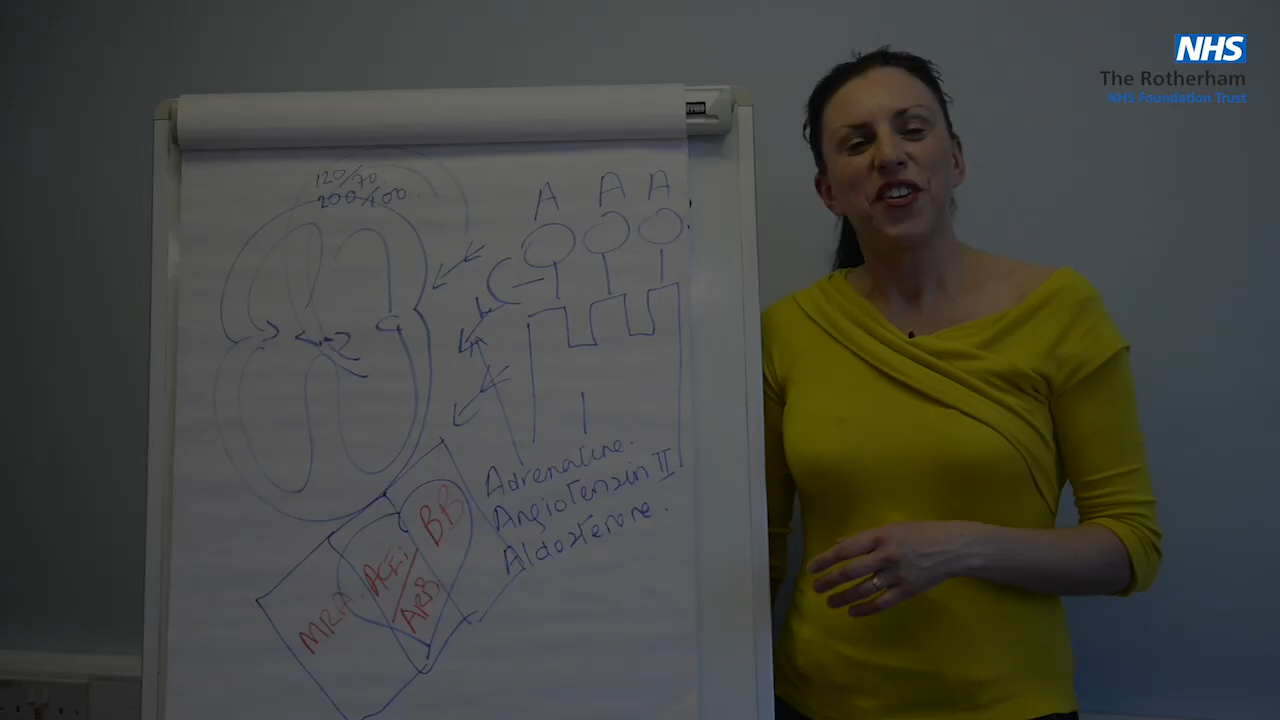 NHS
The Rotherham
NHS Foundation Trust
120/70.
200/100.
A A A
Adrenaline.
Angiotensin II
Aldosterone.
BB
ACEi
/
ARB
MRA.